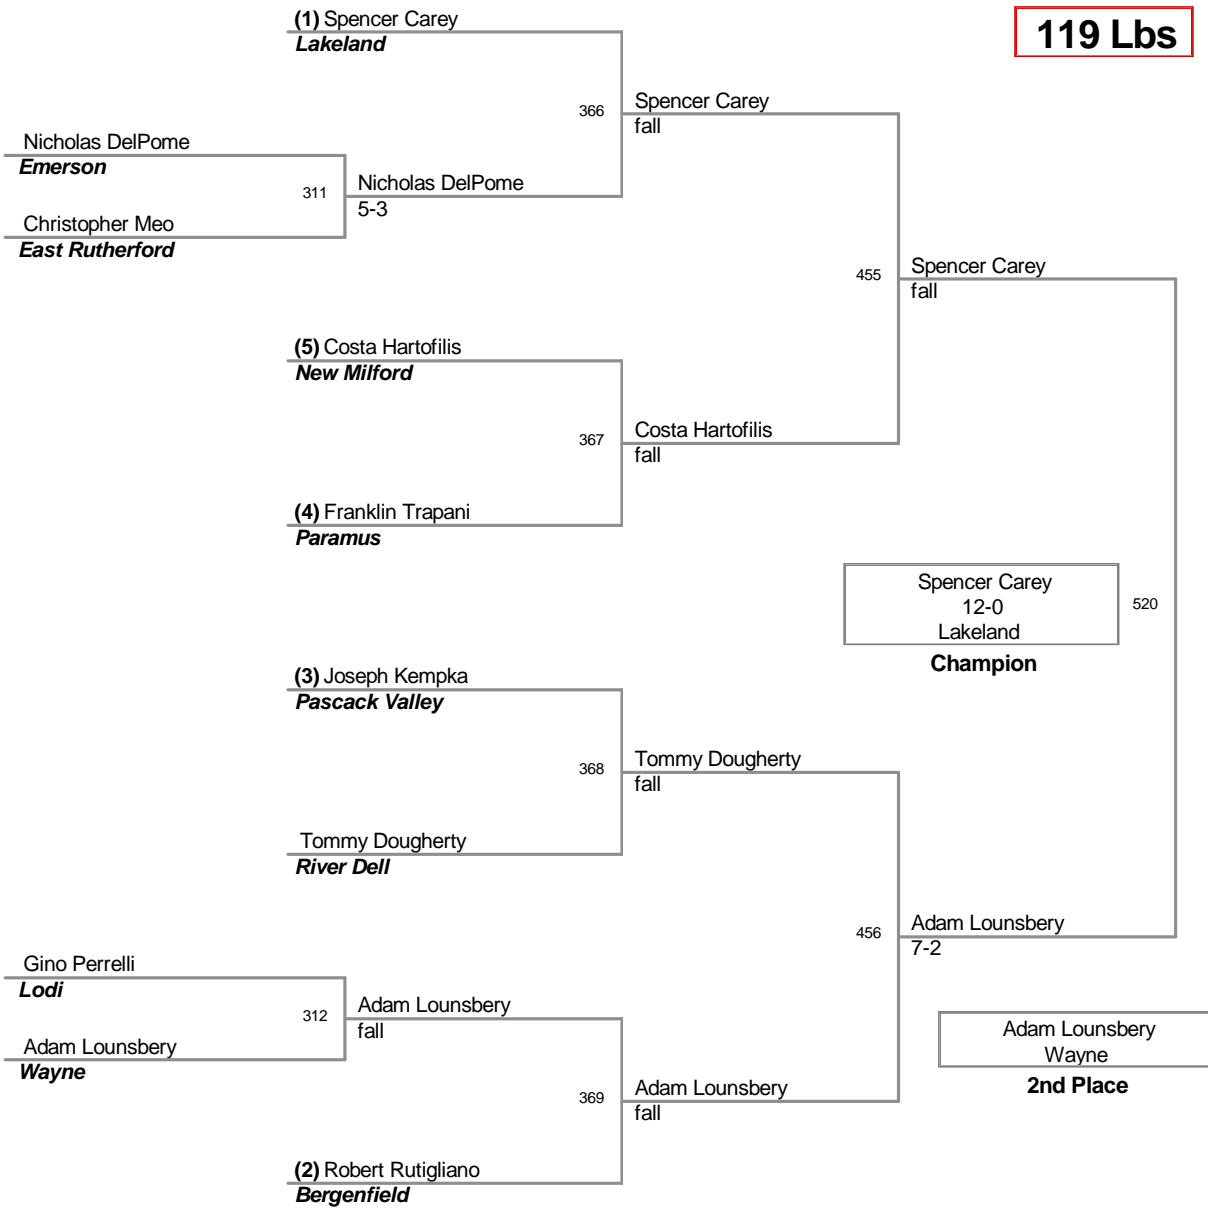 (1) Spencer Carey
Lakeland
119 Lbs
366
Spencer Carey
fall
Nicholas DelPome
Emerson
311
Nicholas DelPome
5-3
Christopher Meo
East Rutherford
455
Spencer Carey
fall
(5) Costa Hartofilis
New Milford
367
Costa Hartofilis
fall
(4) Franklin Trapani
Paramus
Spencer Carey
12-0
Lakeland
520
Champion
(3) Joseph Kempka
Pascack Valley
368
Tommy Dougherty
fall
Tommy Dougherty
River Dell
456
Adam Lounsbery
7-2
Gino Perrelli
Lodi
312
Adam Lounsbery
fall
Adam Lounsbery
Wayne
Adam Lounsbery
Wayne
2nd Place
369
Adam Lounsbery
fall
(2) Robert Rutigliano
Bergenfield